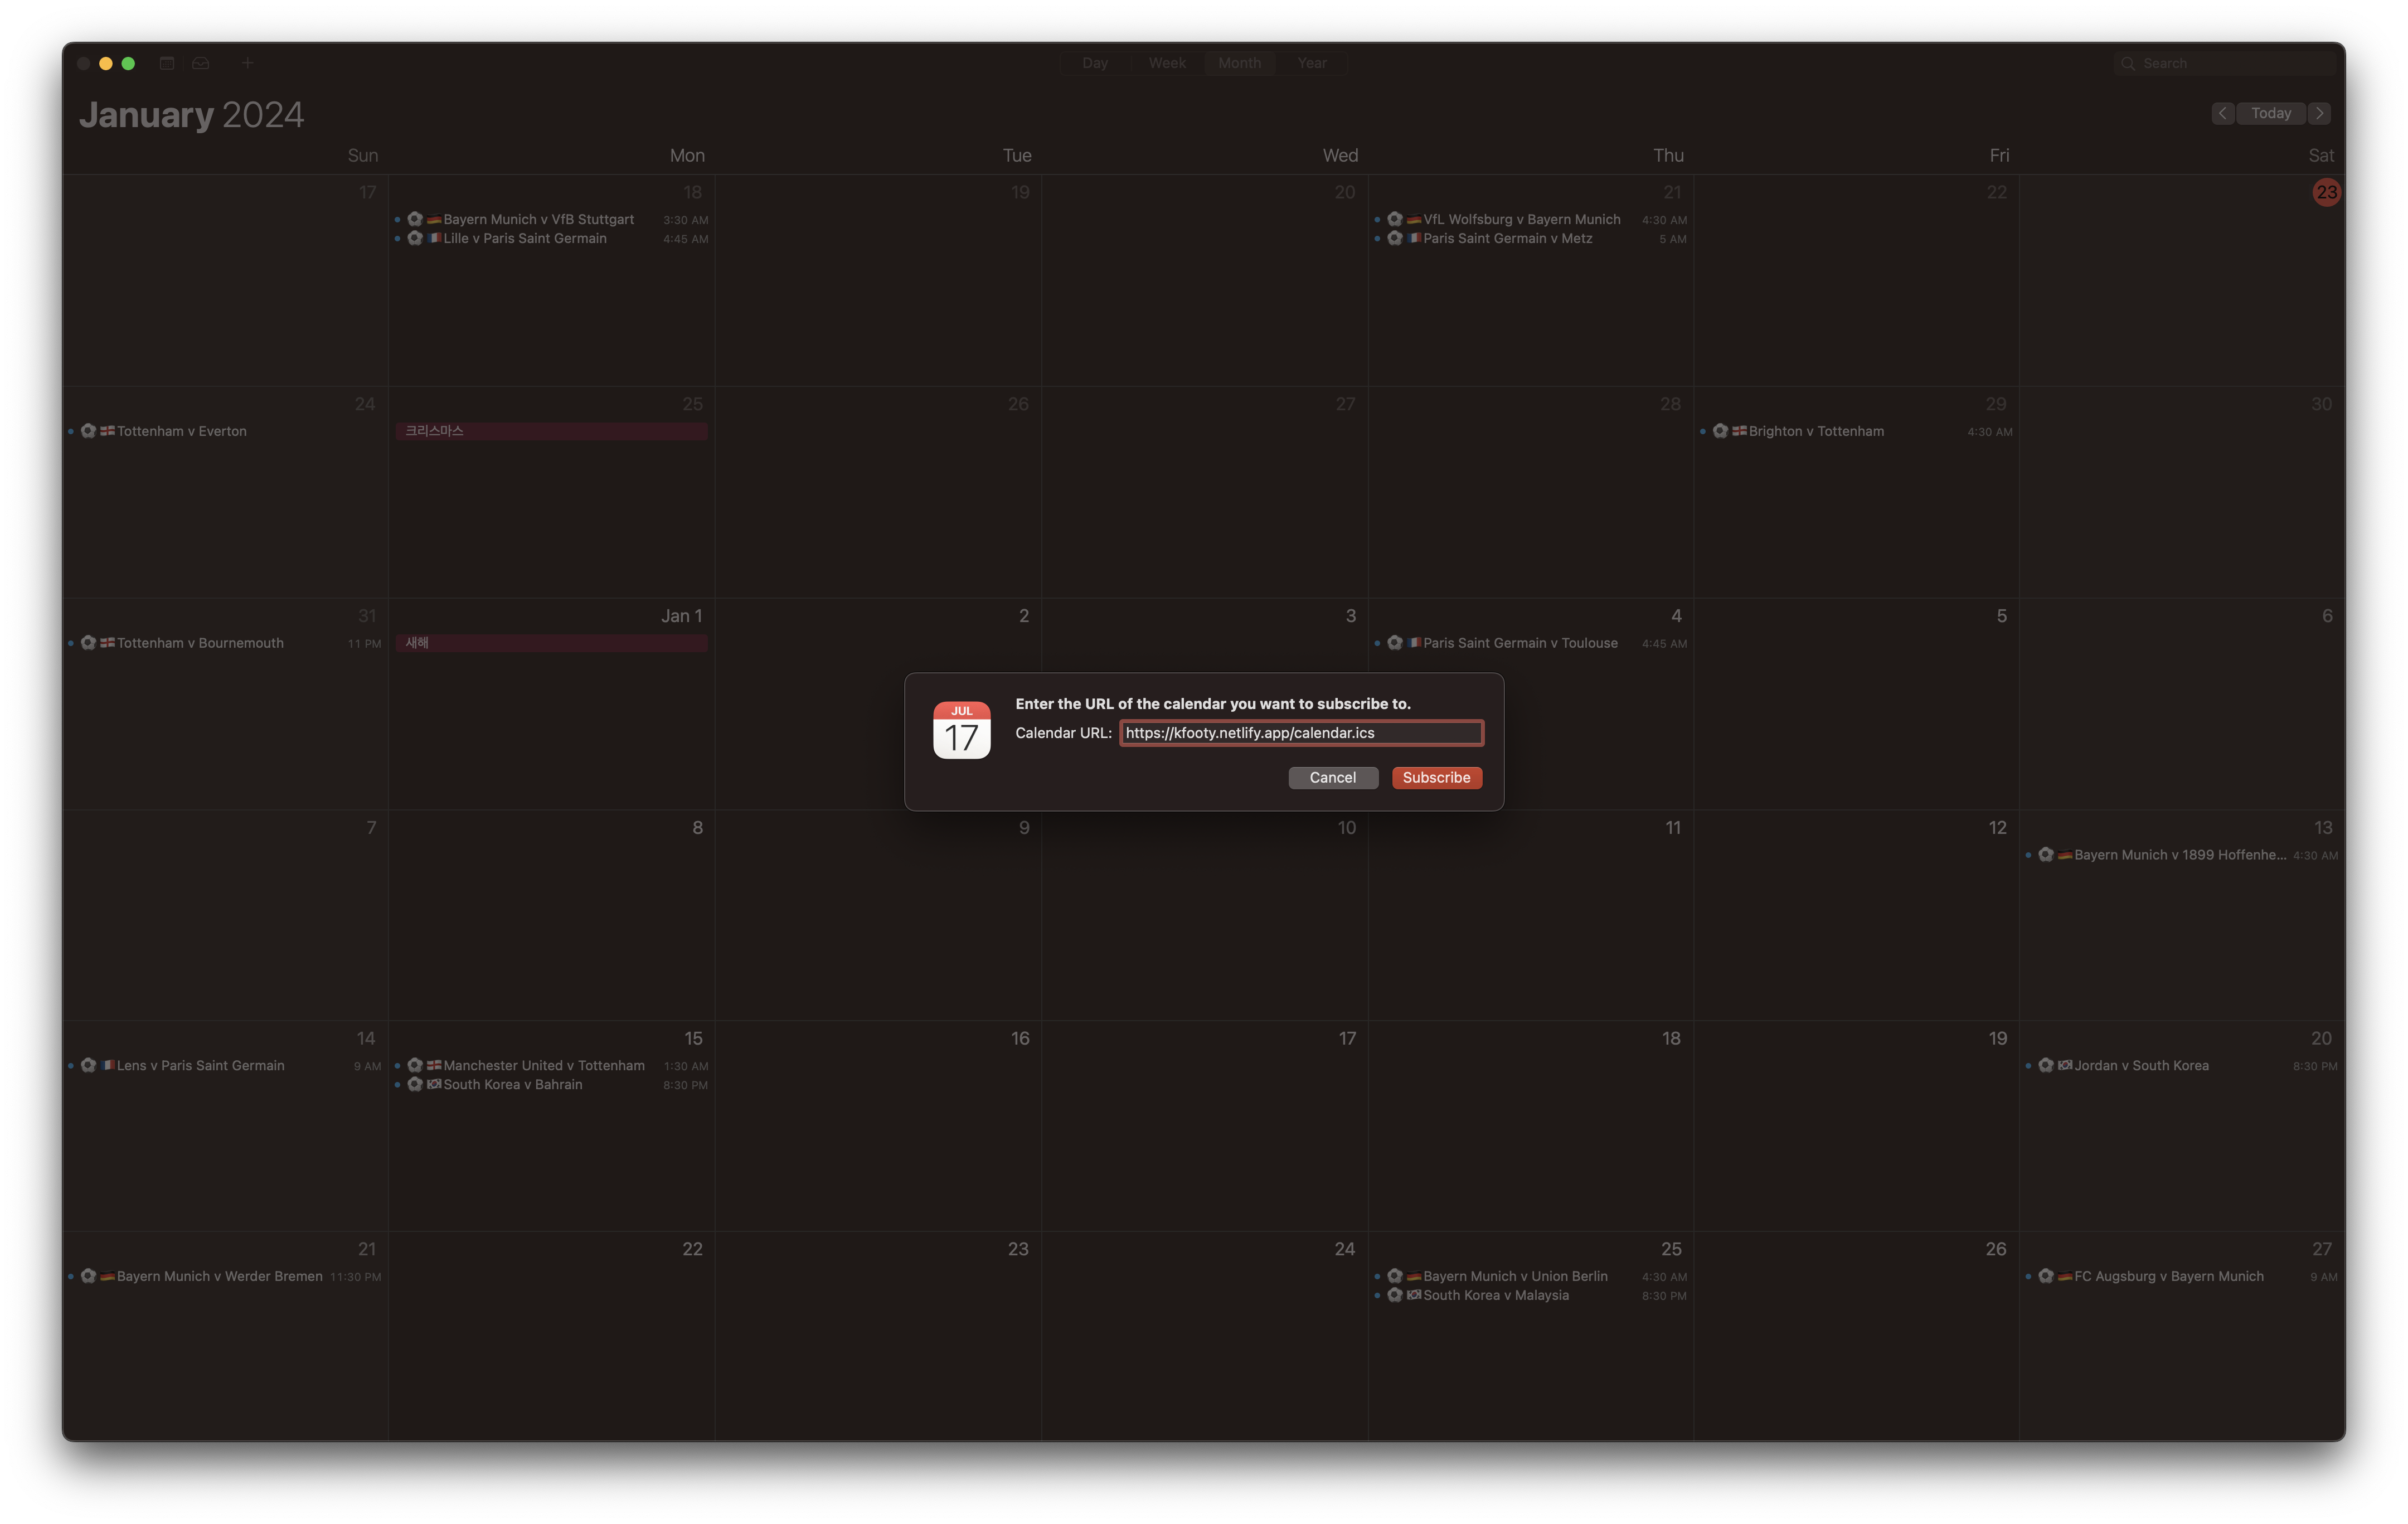 Day Week Month Year Search
January 2024
Today
Sun Mon Tue Wed Thu Fri Sat
17 18 19 20 21 22 23
Bayern Munich v VfB Stuttgart 3:30 AM
Lille v Paris Saint Germain 4:45 AM
VfL Wolfsburg v Bayern Munich 4:30 AM
Paris Saint Germain v Metz 5 AM
24 25 26 27 28 29 30
Tottenham v Everton
크리스마스
Brighton v Tottenham 4:30 AM
31 Jan 1 2 3 4 5 6
Tottenham v Bournemouth 11 PM
새해
Paris Saint Germain v Toulouse 4:45 AM
JUL
17
Enter the URL of the calendar you want to subscribe to.
Calendar URL: https://kfooty.netlify.app/calendar.ics
Cancel Subscribe
7 8 9 10 11 12 13
Bayern Munich v 1899 Hoffenhe... 4:30 AM
14 15 16 17 18 19 20
Lens v Paris Saint Germain 9 AM
Manchester United v Tottenham 1:30 AM
South Korea v Bahrain 8:30 PM
Jordan v South Korea 8:30 PM
21 22 23 24 25 26 27
Bayern Munich v Werder Bremen 11:30 PM
Bayern Munich v Union Berlin 4:30 AM
South Korea v Malaysia 8:30 PM
FC Augsburg v Bayern Munich 9 AM